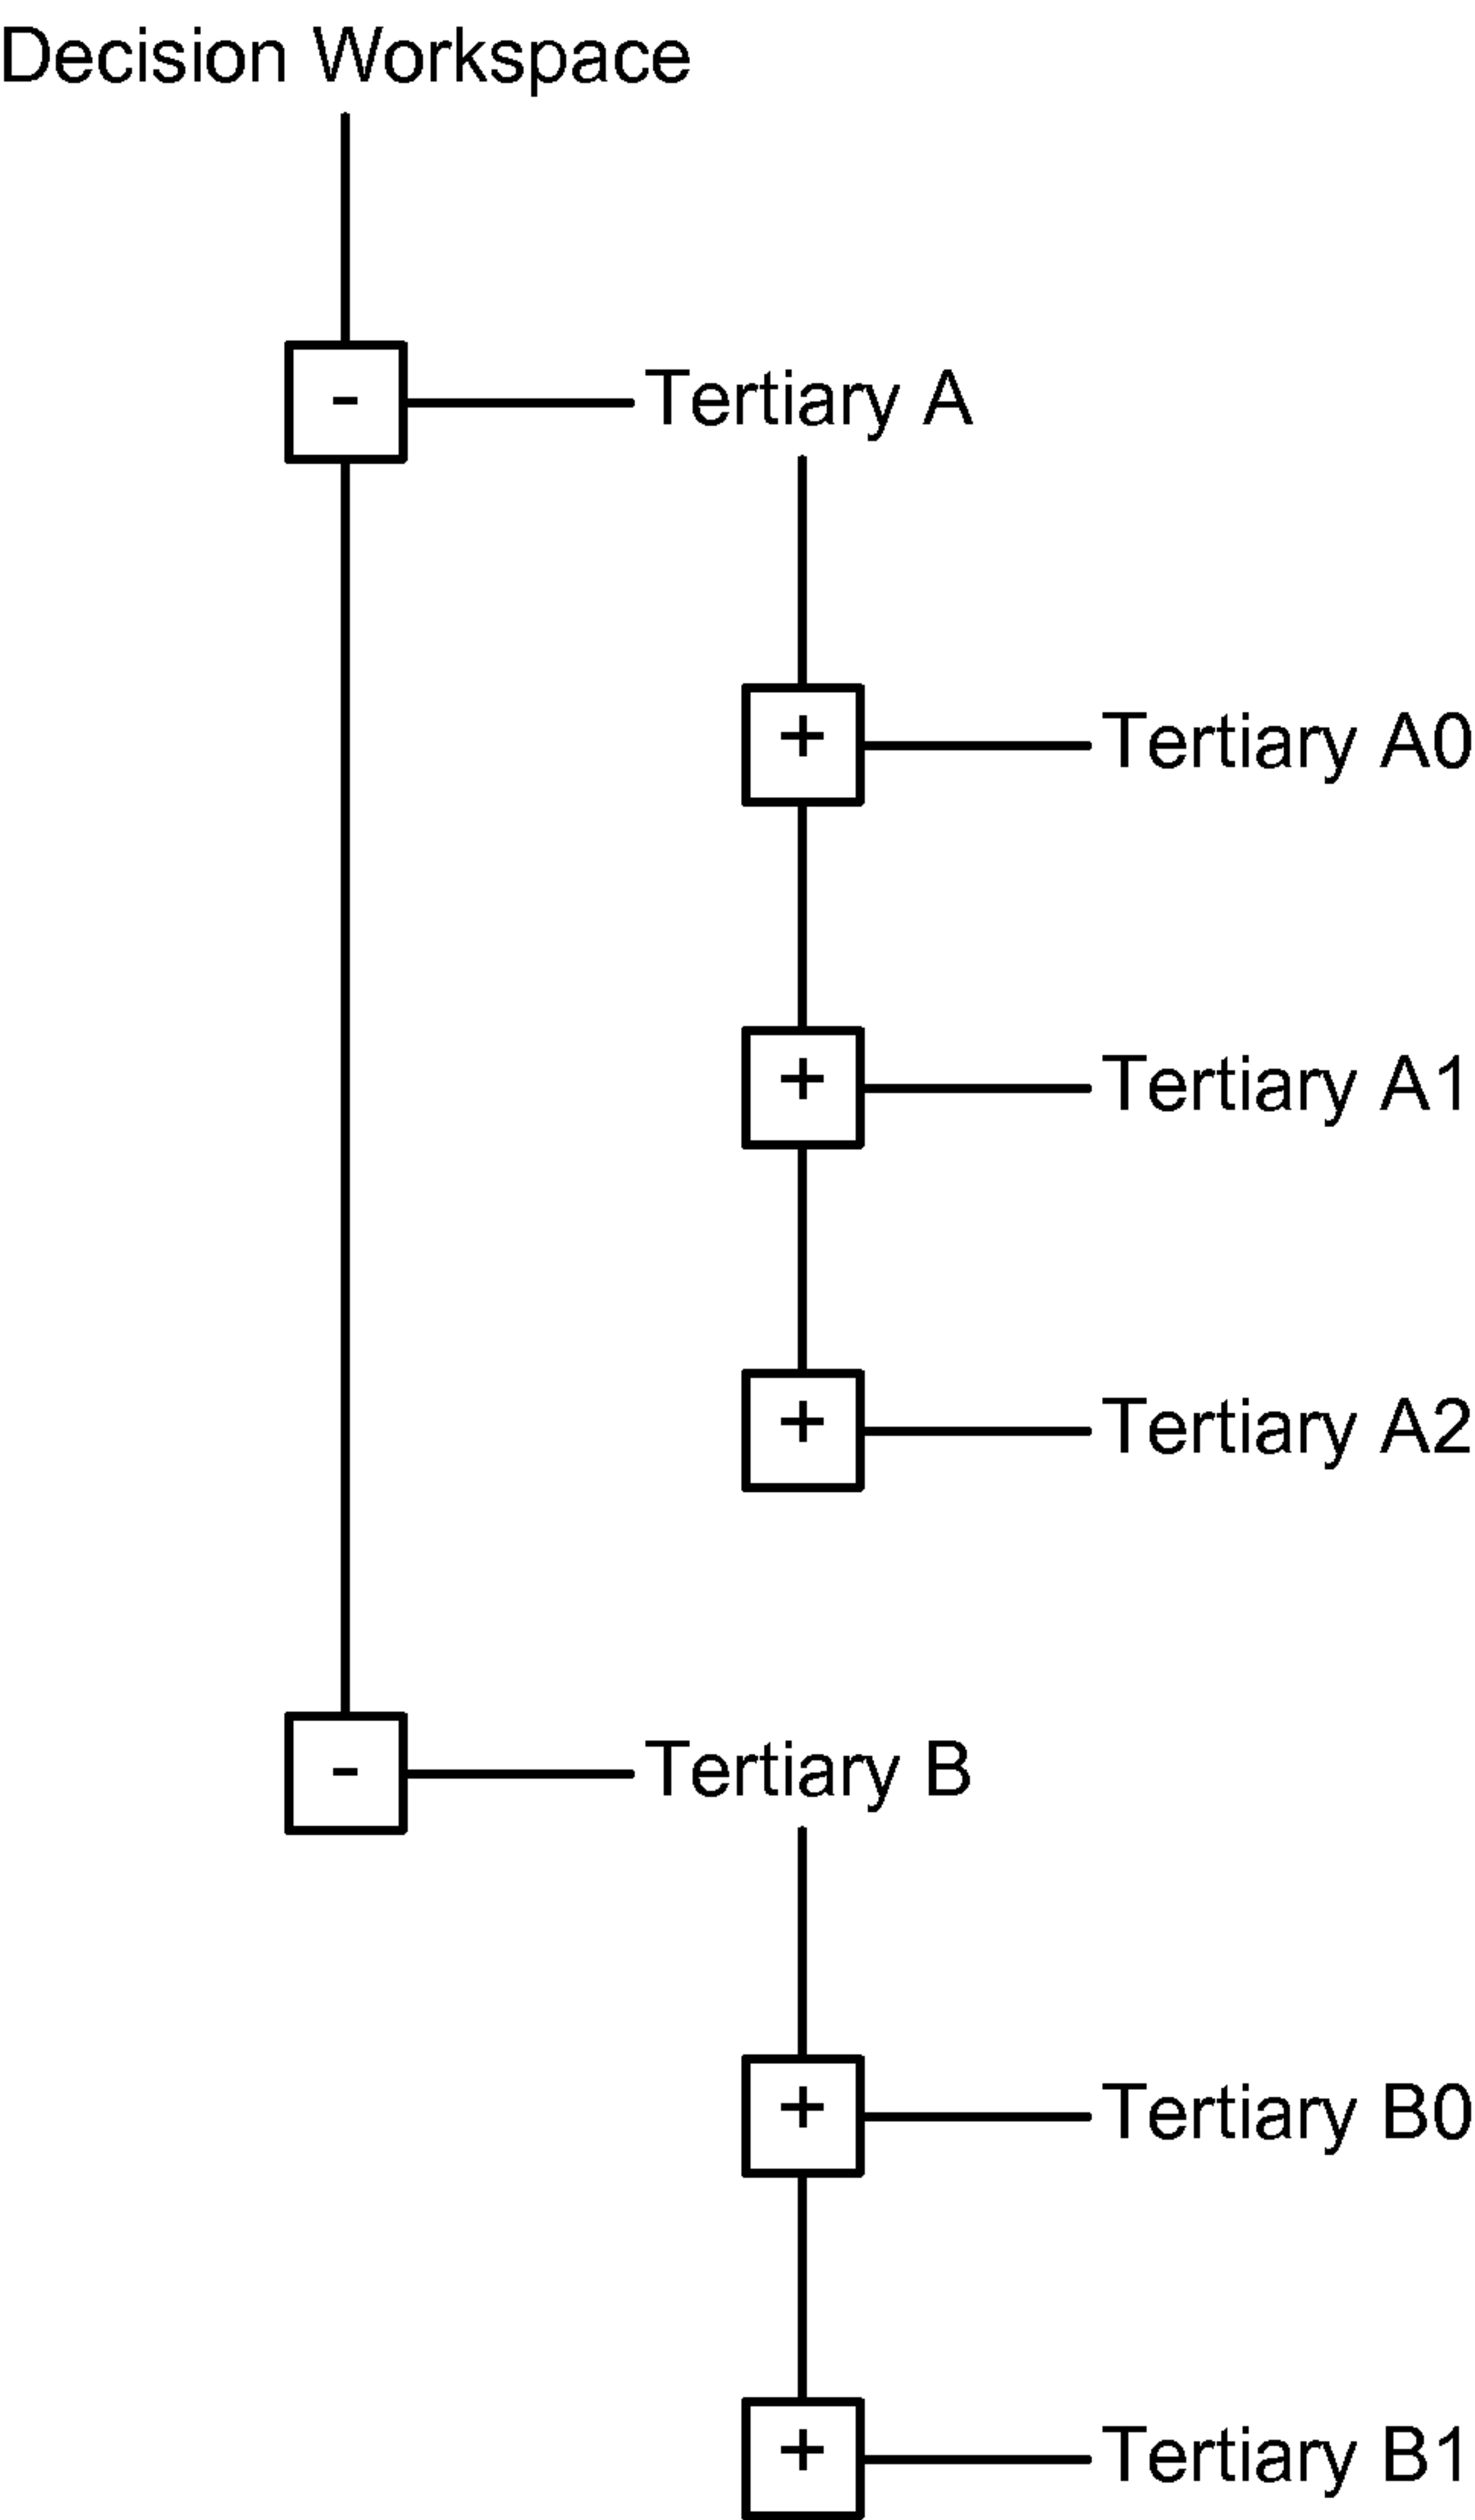 Decision Workspace
- Tertiary A
+ Tertiary A0
+ Tertiary A1
+ Tertiary A2
- Tertiary B
+ Tertiary B0
+ Tertiary B1